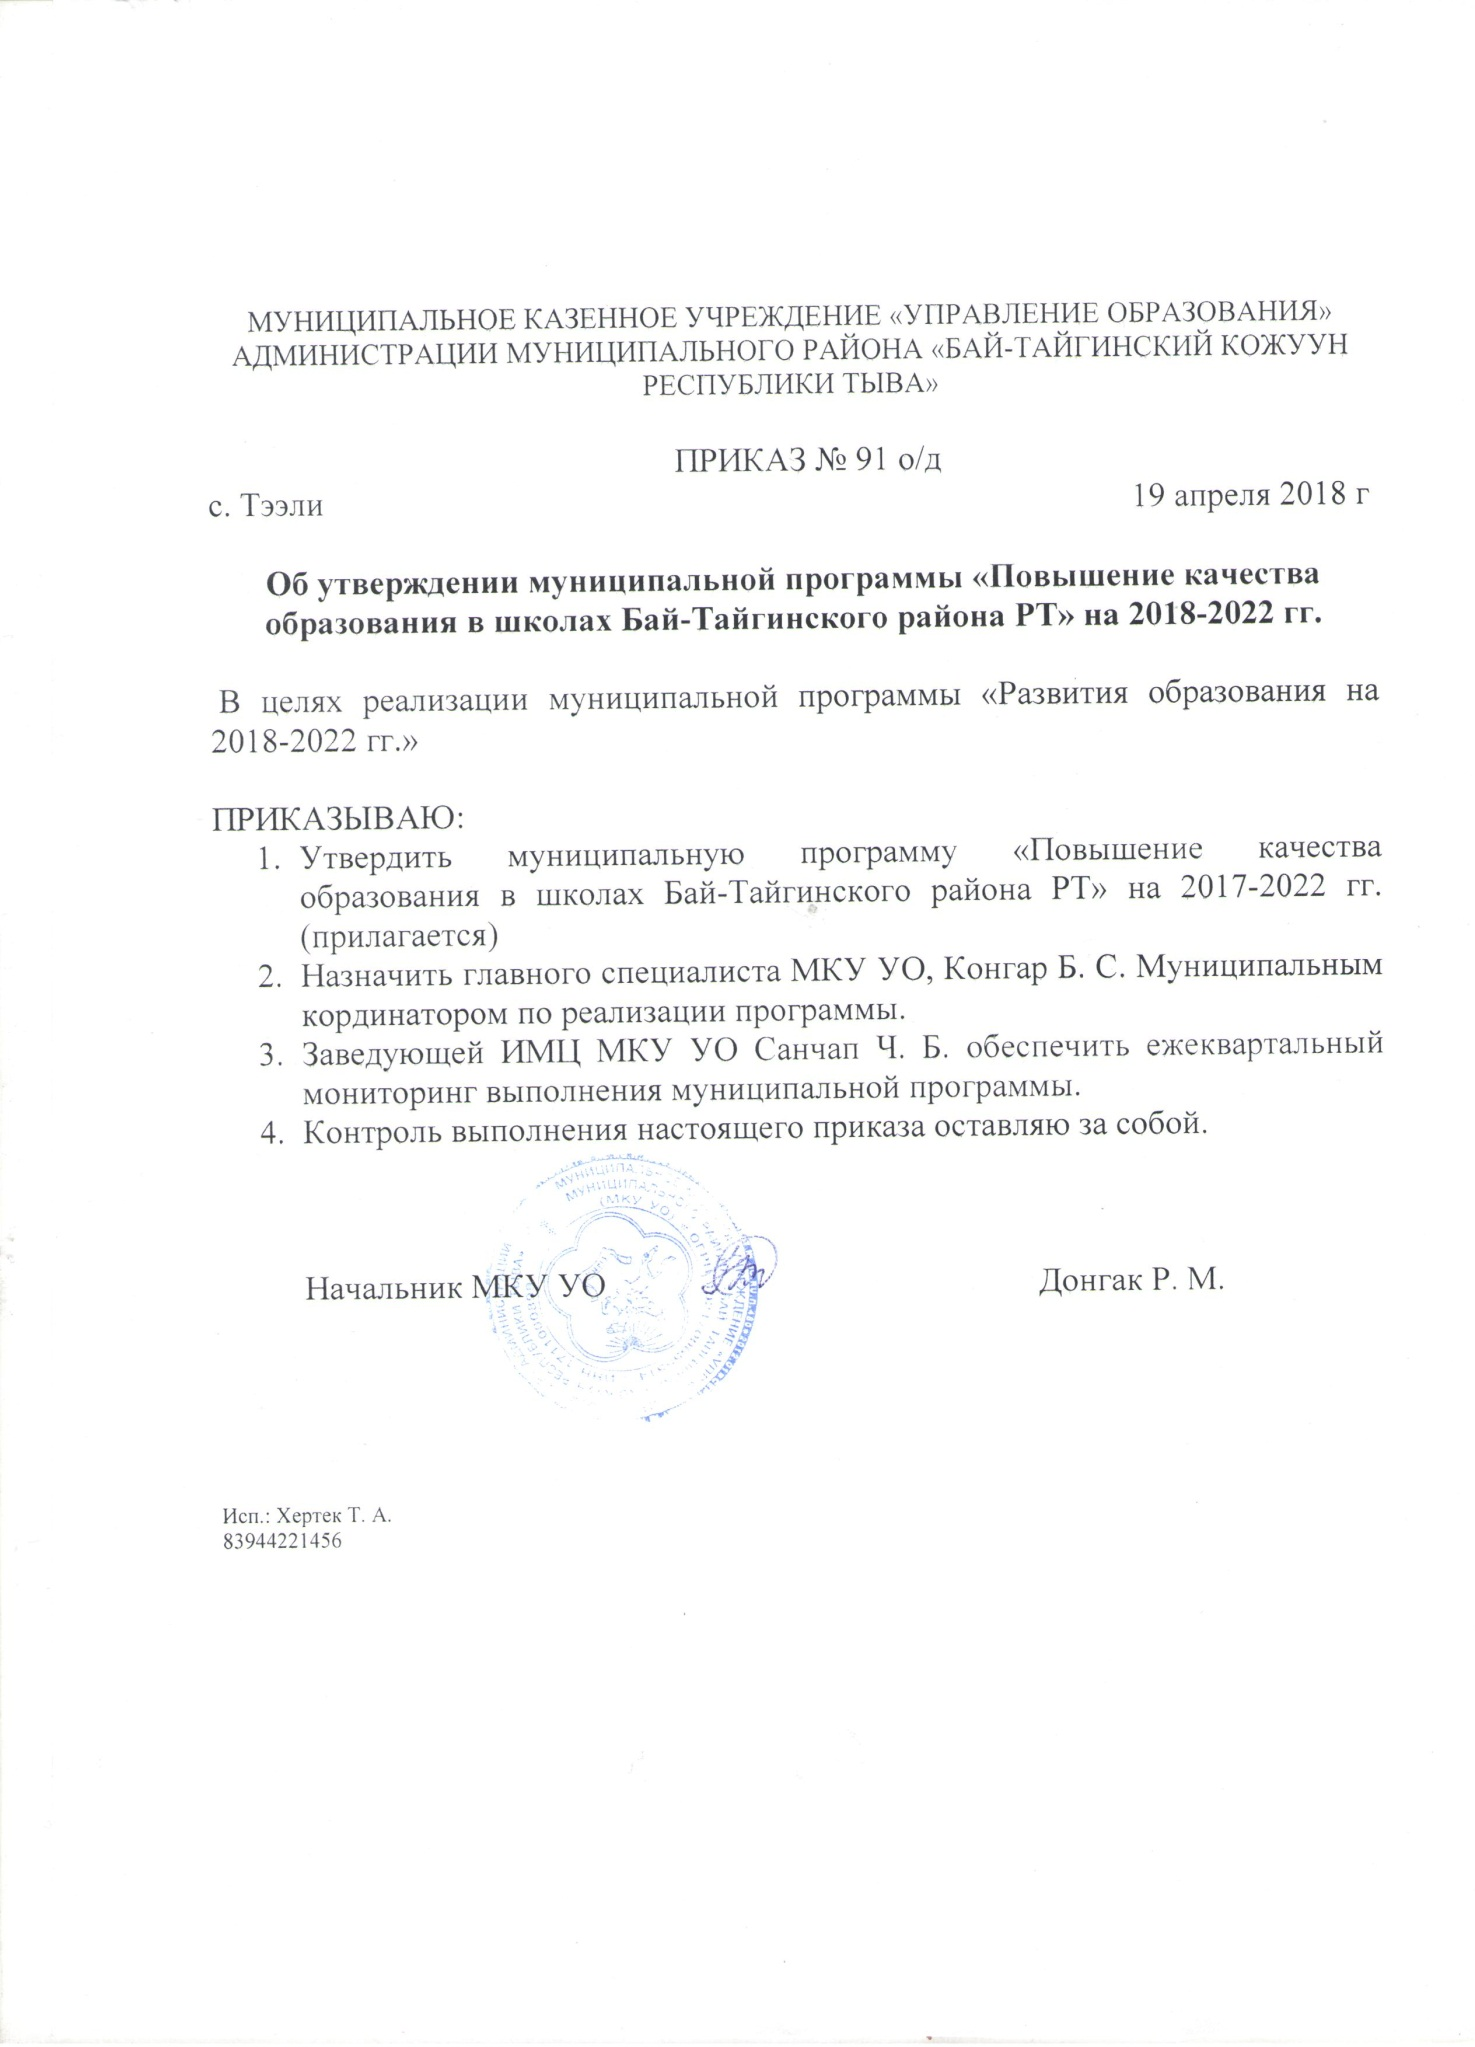 МУНИЦИПАЛЬНОЕ КАЗЕННОЕ УЧРЕЖДЕНИЕ «УПРАВЛЕНИЕ ОБРАЗОВАНИЯ»
АДМИНИСТРАЦИИ МУНИЦИПАЛЬНОГО РАЙОНА «БАЙ-ТАЙГИНСКИЙ КОЖУУН
РЕСПУБЛИКИ ТЫВА»
ПРИКАЗ № 91 о/д
с. Тээли 19 апреля 2018 г
Об утверждении муниципальной программы «Повышение качества
образования в школах Бай-Тайгинского района РТ» на 2018-2022 гг.
В целях реализации муниципальной программы «Развития образования на
2018-2022 гг.»
ПРИКАЗЫВАЮ:
1. Утвердить муниципальную программу «Повышение качества
образования в школах Бай-Тайгинского района РТ» на 2017-2022 гг.
(прилагается)
2. Назначить главного специалиста МКУ УО, Конгар Б. С. Муниципальным
кординатором по реализации программы.
3. Заведующей ИМЦ МКУ УО Санчап Ч. Б. обеспечить ежеквартальный
мониторинг выполнения муниципальной программы.
4. Контроль выполнения настоящего приказа оставляю за собой.
(МКУ УО)
Начальник МКУ УО Донгак Р. М.
Исп.: Хертек Т. А.
83944221456